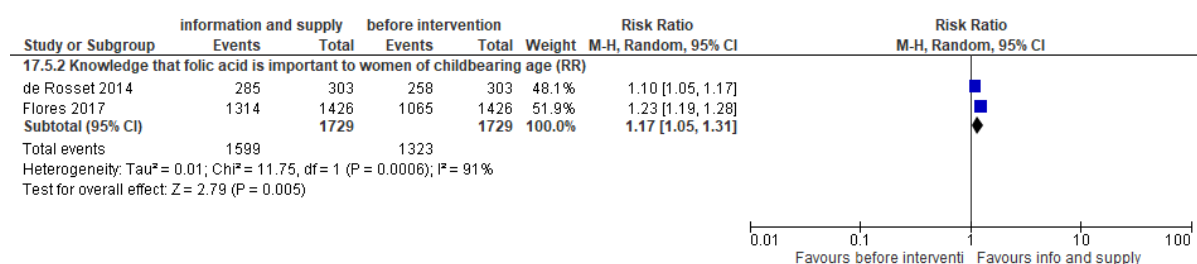 information and supply before intervention Risk Ratio Risk Ratio
Study or Subgroup Events Total Events Total Weight M-H, Random, 95% CI M-H, Random, 95% CI
17.5.2 Knowledge that folic acid is important to women of childbearing age (RR)
de Rosset 2014 285 303 258 303 48.1% 1.10 [1.05, 1.17]
Flores 2017 1314 1426 1065 1426 51.9% 1.23 [1.19, 1.28]
Subtotal (95% CI) 1729 1729 100.0% 1.17 [1.05, 1.31]
Total events 1599 1323
Heterogeneity: Tau² = 0.01; Chi² = 11.75, df = 1 (P = 0.0006); I² = 91%
Test for overall effect: Z = 2.79 (P = 0.005)
0.01 0.1 1 10 100
Favours before interventi Favours info and supply